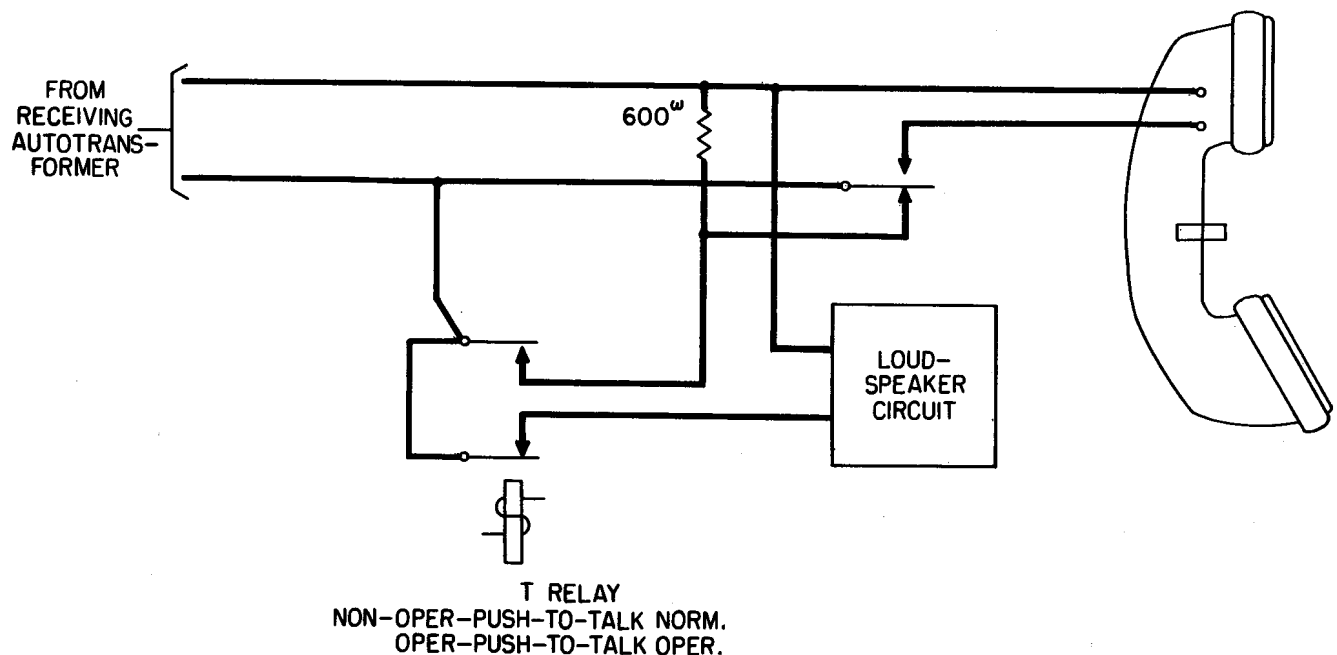 FROM
RECEIVING
AUTOTRANS-
FORMER
600ω
LOUD-
SPEAKER
CIRCUIT
T RELAY
NON-OPER-PUSH-TO-TALK NORM.
OPER-PUSH-TO-TALK OPER.